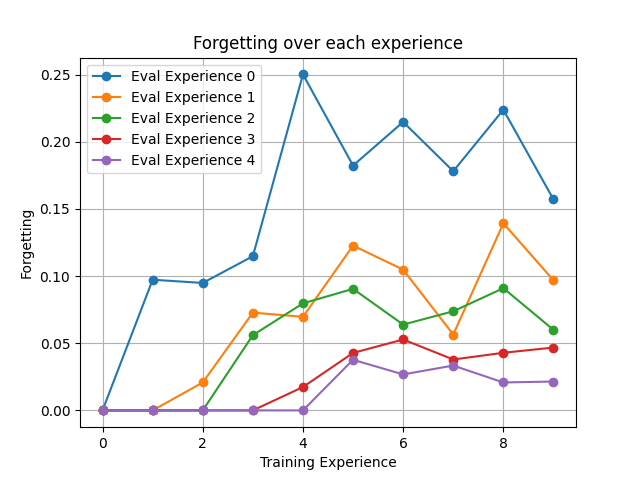 Forgetting over each experience
Eval Experience 0
Eval Experience 1
Eval Experience 2
Eval Experience 3
Eval Experience 4
0.25
0.20
0.15
0.10
0.05
0.00
Forgetting
0 2 4 6 8
Training Experience